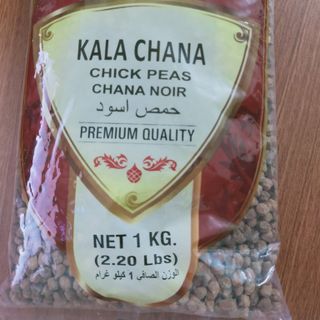 KALA CHANA
CHICK PEAS
CHANA NOIR
حمص اسود
PREMIUM QUALITY
NET 1 KG.
(2.20 Lbs)
الوزن الصافي 1 كيلو غرام